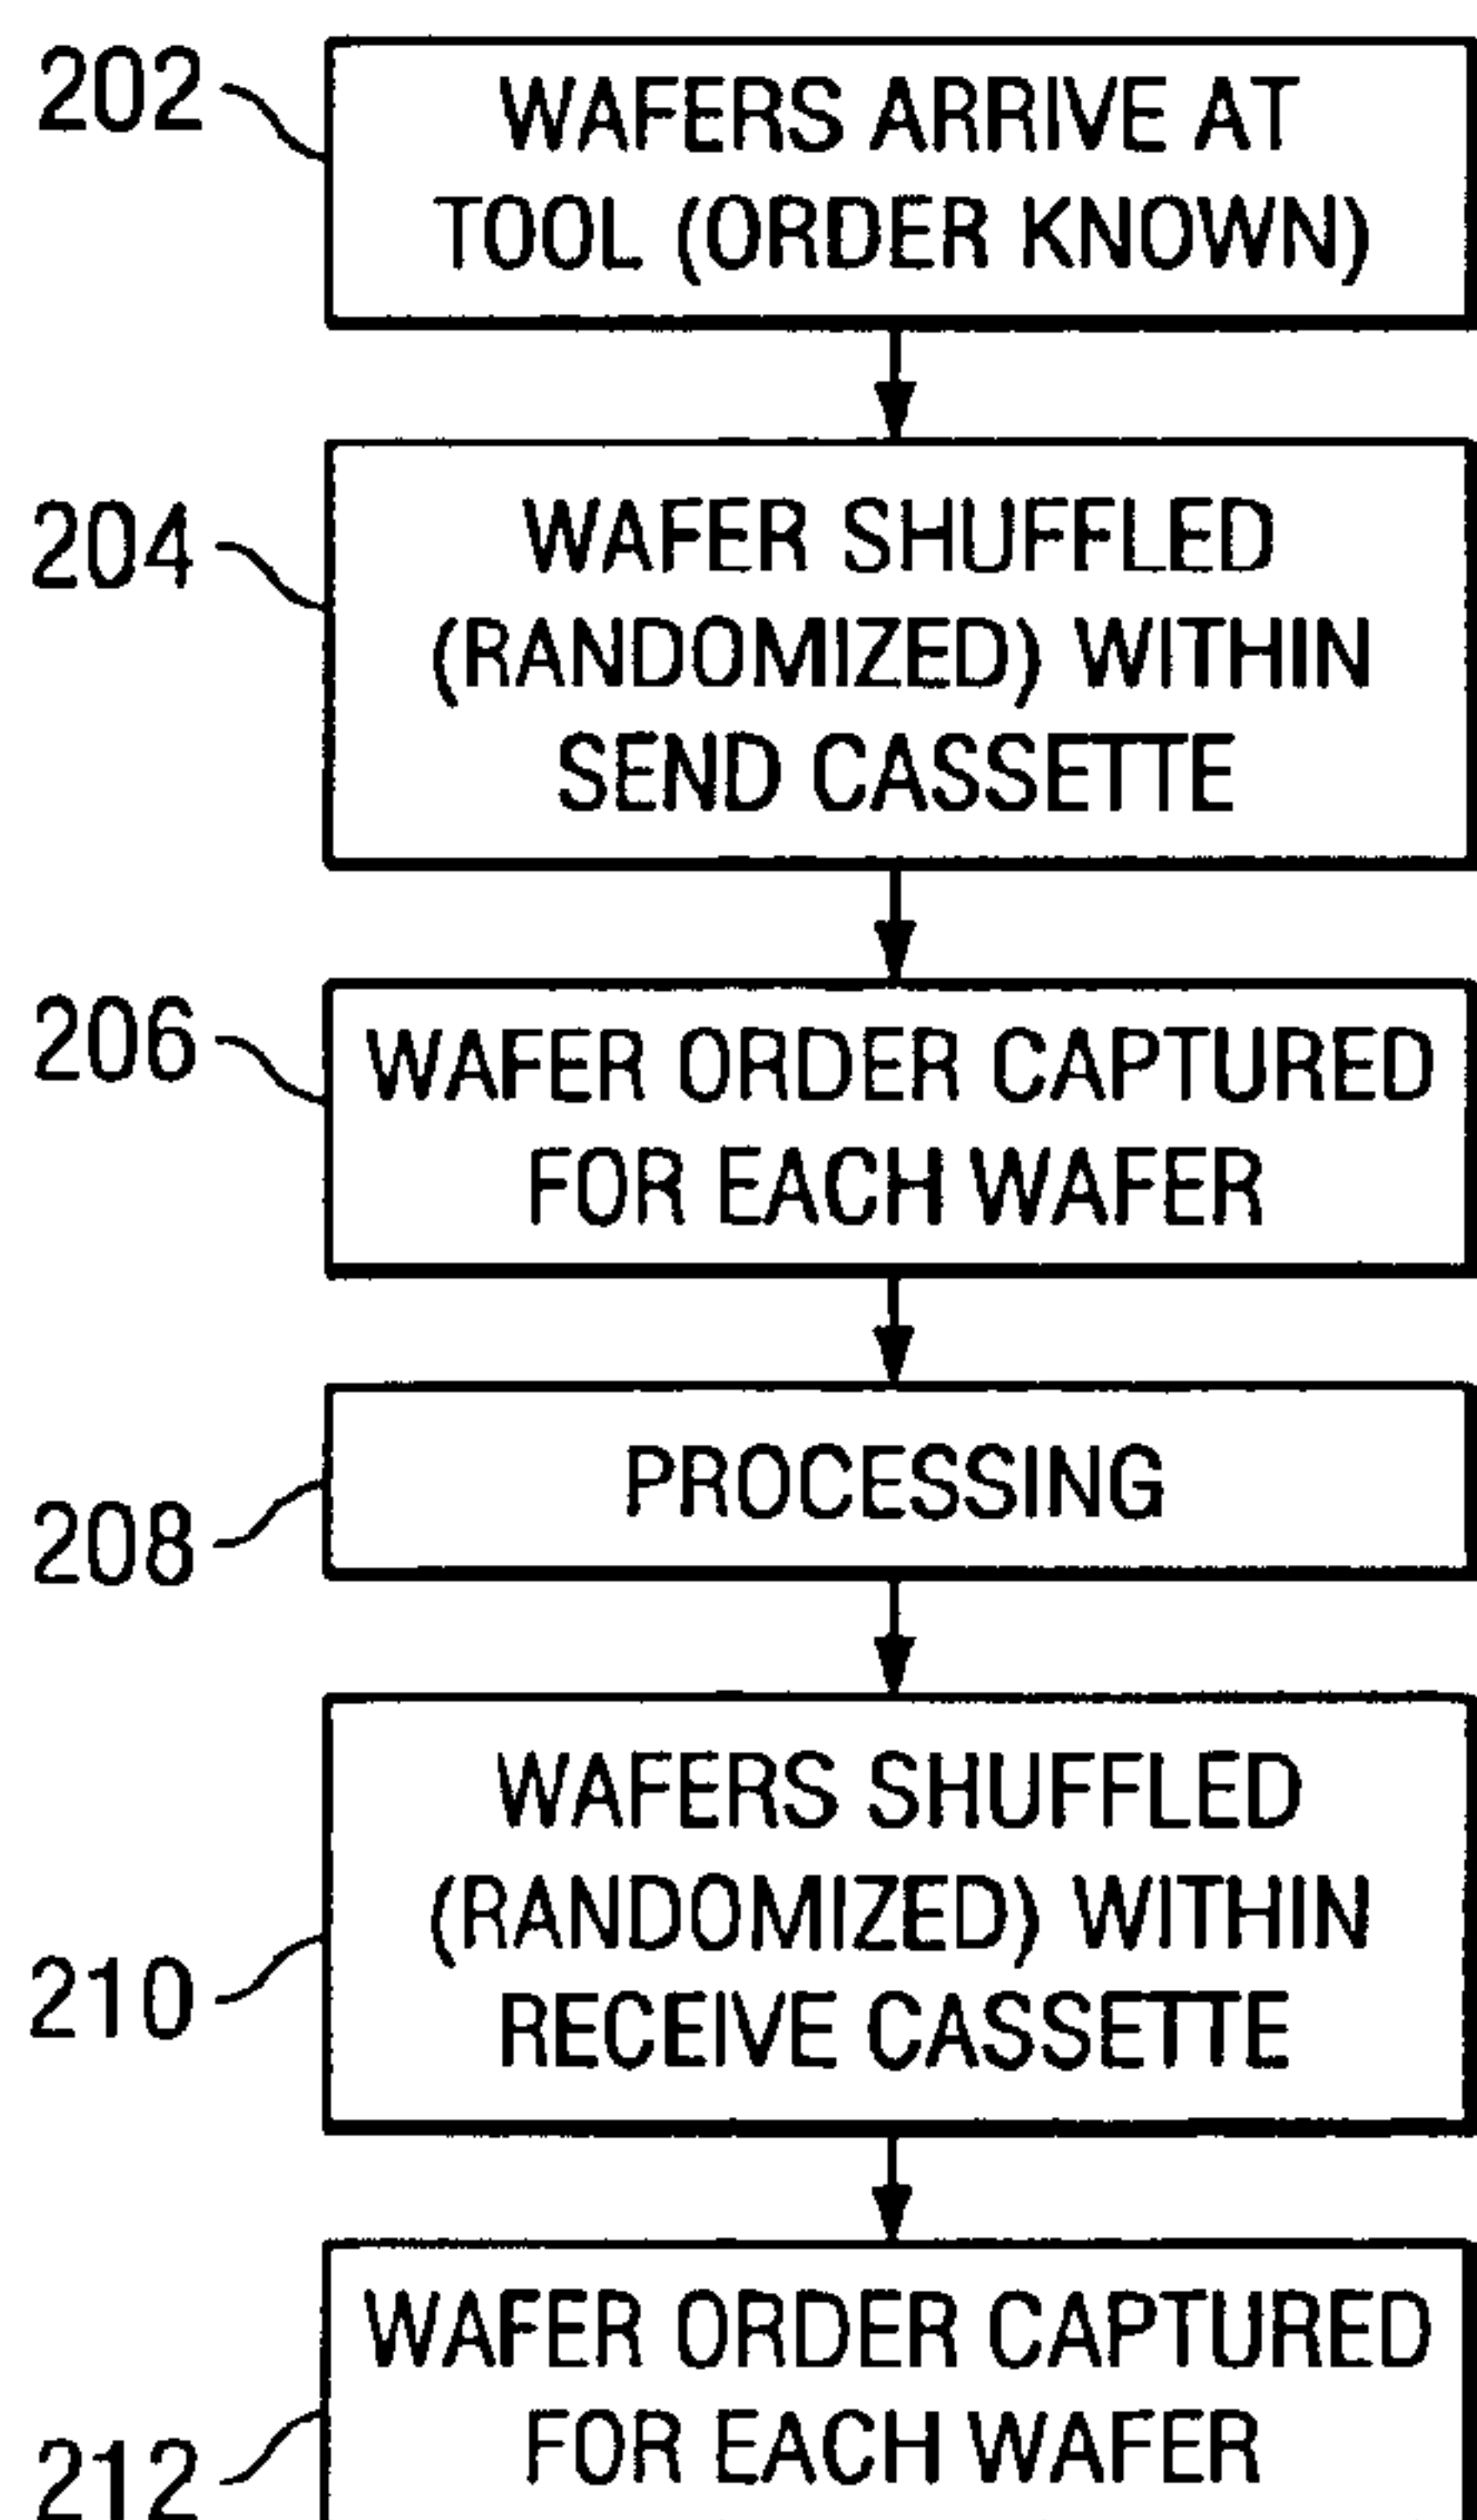 202
WAFERS ARRIVE AT
TOOL (ORDER KNOWN)
204
WAFER SHUFFLED
(RANDOMIZED) WITHIN
SEND CASSETTE
206
WAFER ORDER CAPTURED
FOR EACH WAFER
208
PROCESSING
210
WAFERS SHUFFLED
(RANDOMIZED) WITHIN
RECEIVE CASSETTE
212
WAFER ORDER CAPTURED
FOR EACH WAFER